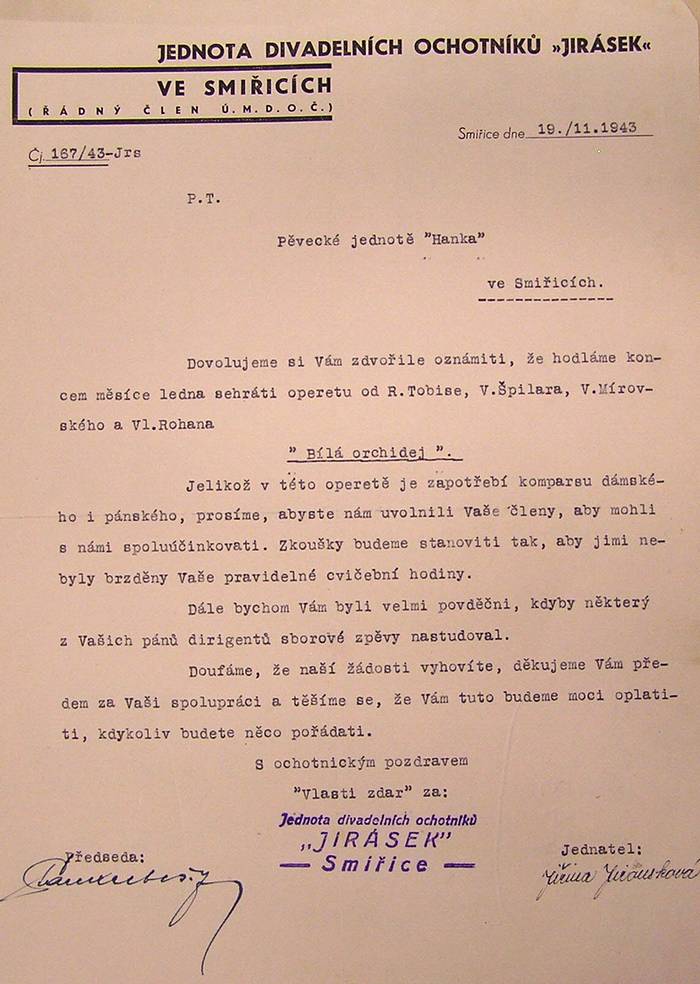 JEDNOTA DIVADELNÍCH OCHOTNÍKŮ »JIRÁSEK«
VE SMIŘICÍCH
(ŘÁDNÝ ČLEN Ú.M.D.O.Č.)
Smiřice dne 19./11.1943
Čj. 167/43-Jrs
P.T.
Pěvecké jednotě "Hanka"
ve Smiřicích.
Dovolujeme si Vám zdvořile oznámiti, že hodláme kon-
cem měsíce ledna sehráti operetu od R.Tobise, V.Špilara, V.Mírov-
ského a Vl.Rohana
" Bílá orchidej ".
Jelikož v této operetě je zapotřebí komparsu dámské-
ho i pánského, prosíme, abyste nám uvolnili Vaše členy, aby mohli
s námi spoluúčinkovati. Zkoušky budeme stanoviti tak, aby jimi ne-
byly brzděny Vaše pravidelné cvičební hodiny.
Dále bychom Vám byli velmi povděčni, kdyby některý
z Vašich pánů dirigentů sborové zpěvy nastudoval.
Doufáme, že naší žádosti vyhovíte, děkujeme Vám pře-
dem za Vaši spolupráci a těšíme se, že Vám tuto budeme moci oplati-
ti, kdykoliv budete něco pořádati.
S ochotnickým pozdravem
"Vlasti zdar" za:
Jednota divadelních ochotníků
„JIRÁSEK"
— Smiřice —
Předseda:
Jednatel:
Jiřina Jirousková